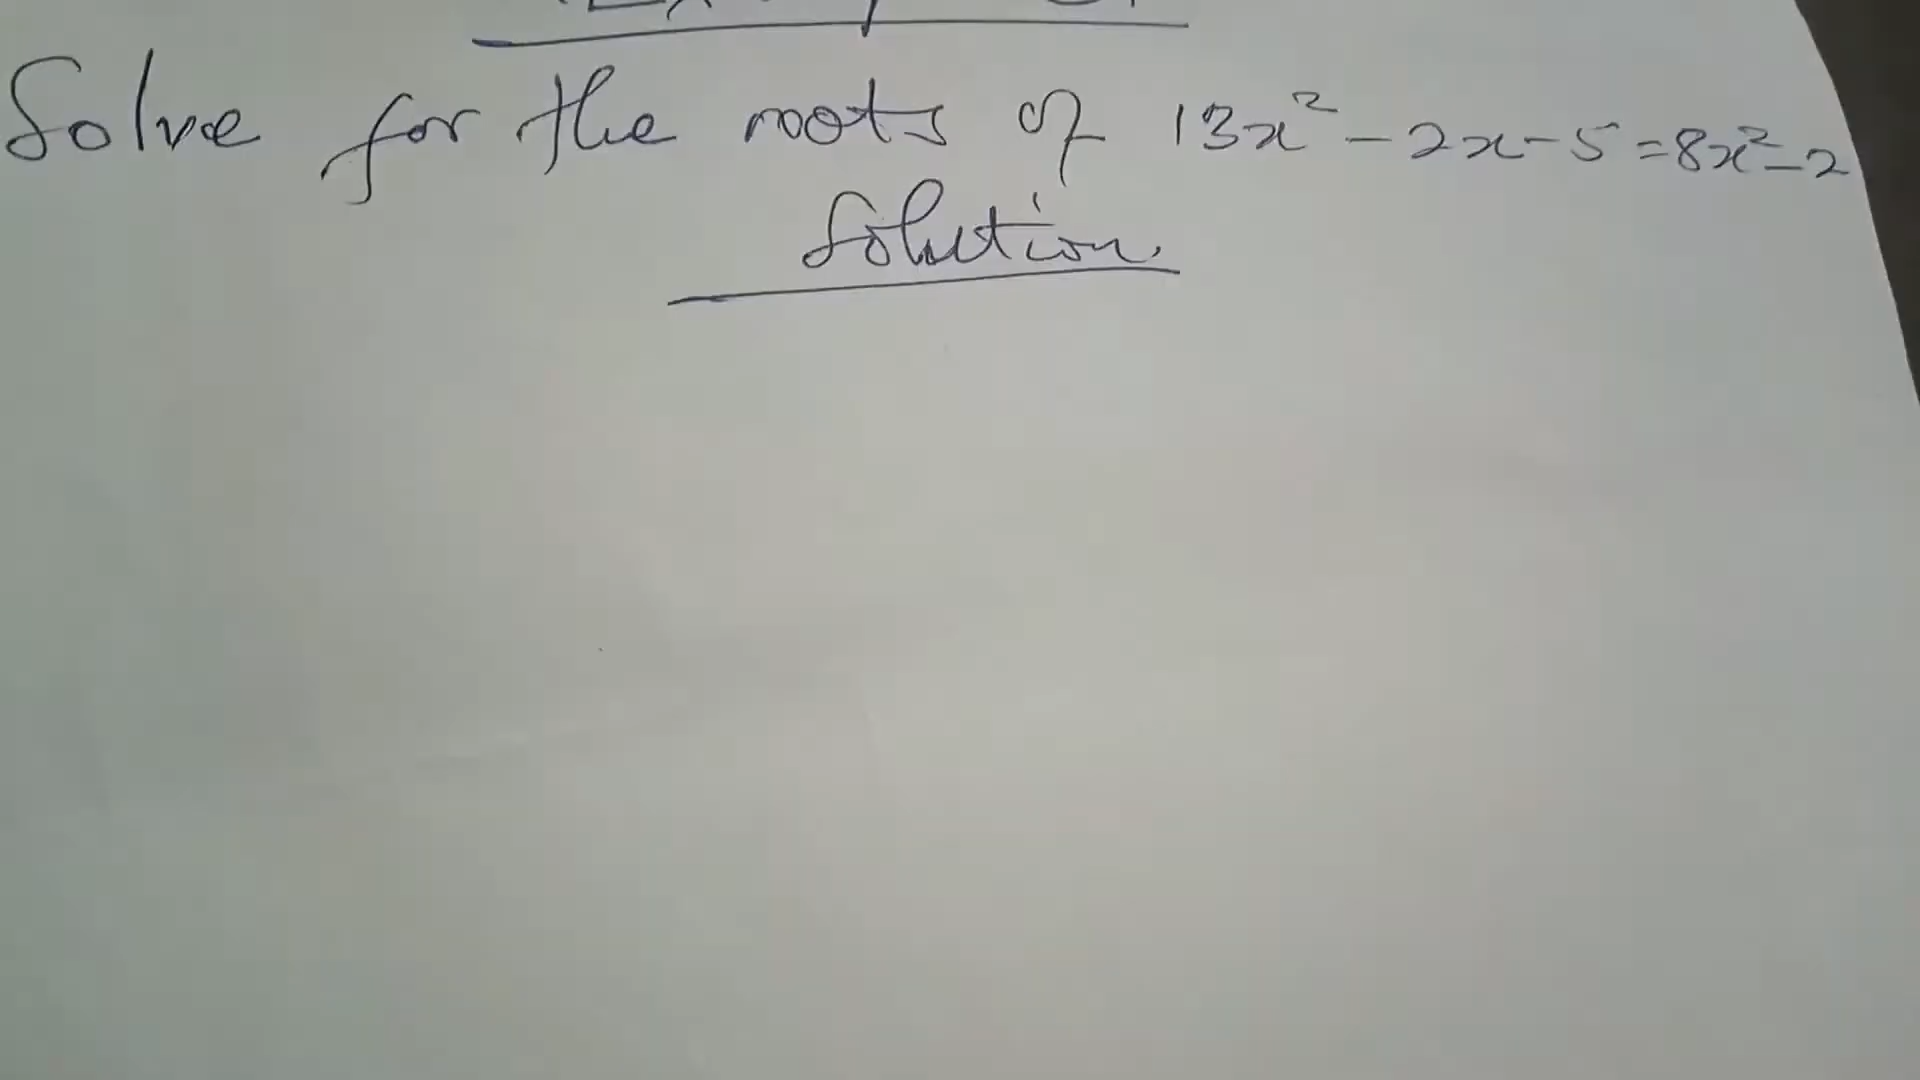 Solve for the roots of 13x² - 2x - 5 = 8x² - 2
Solution